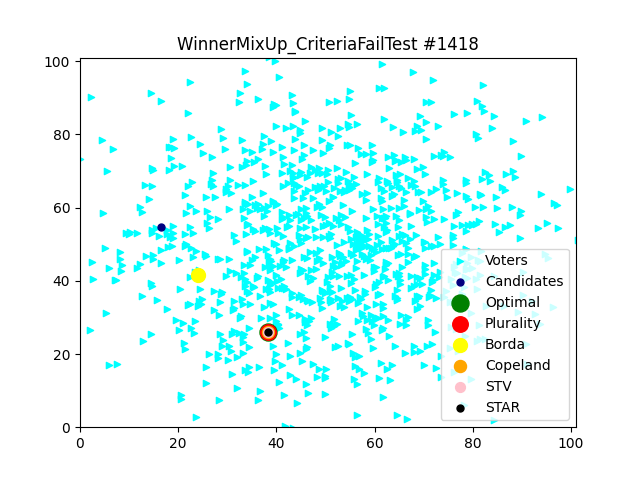 WinnerMixUp_CriteriaFailTest #1418
100
80
60
40
20
0
0 20 40 60 80 100
Voters
Candidates
Optimal
Plurality
Borda
Copeland
STV
STAR